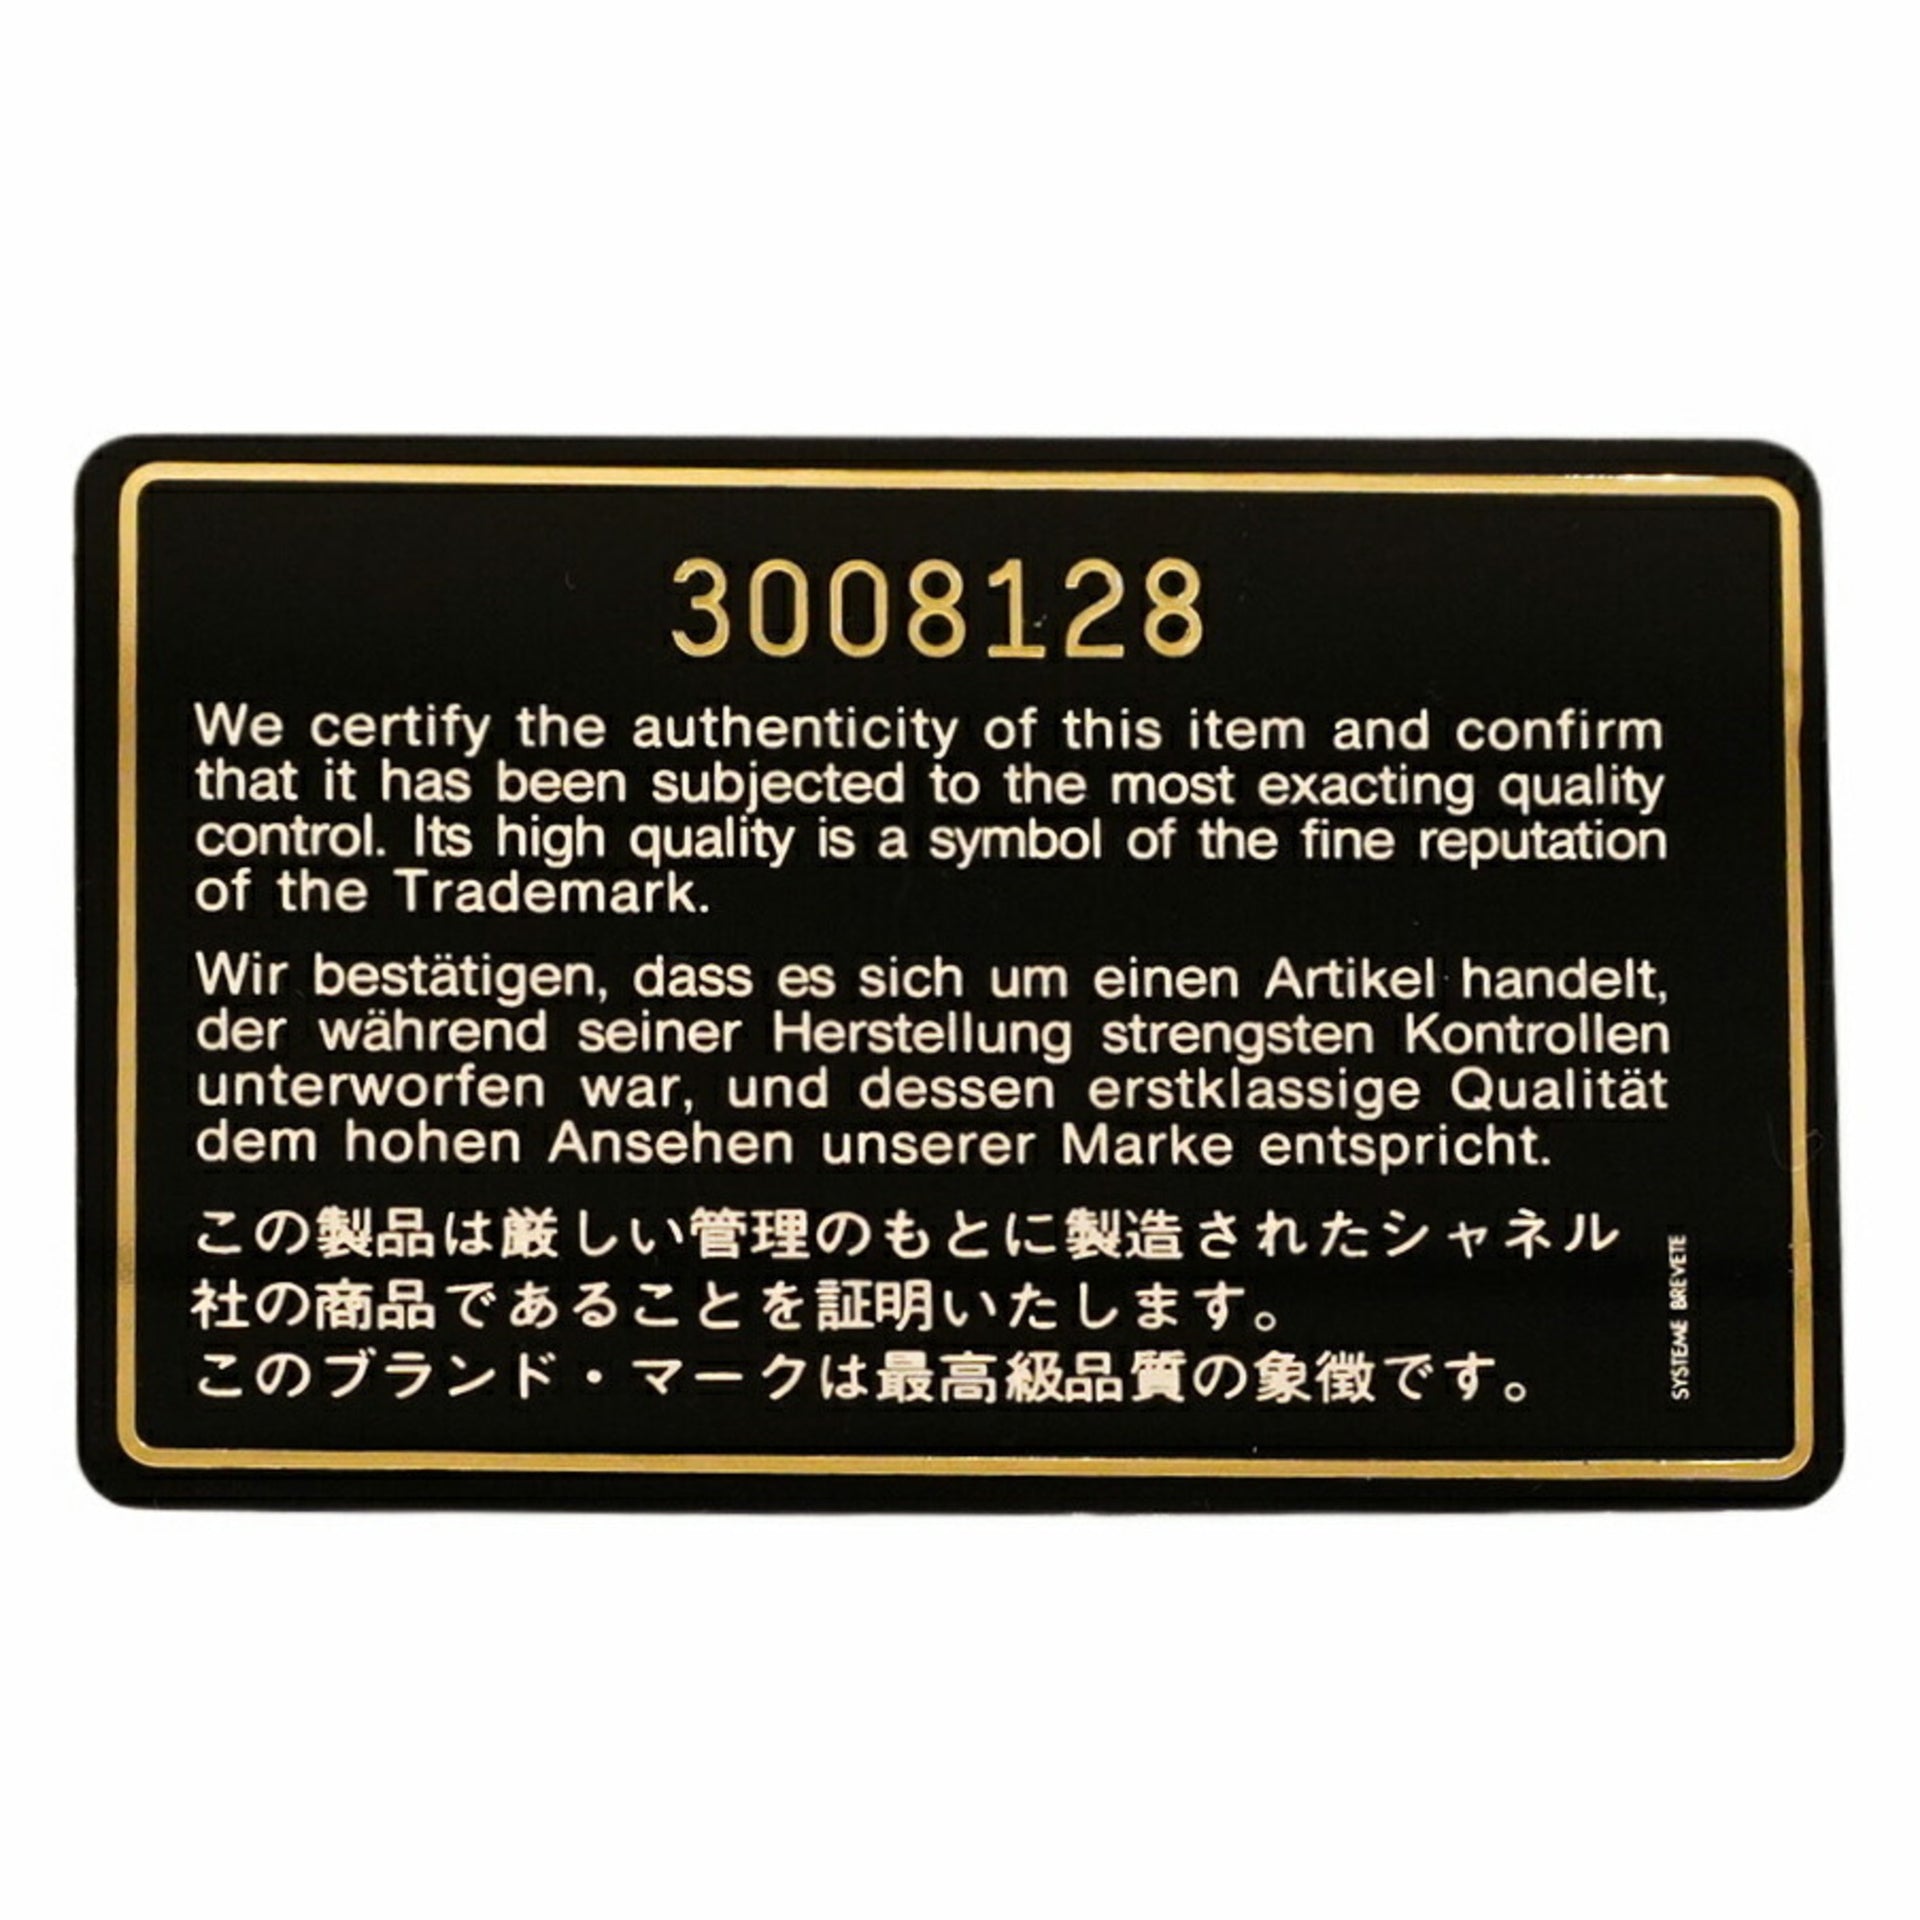 3008128
We certify the authenticity of this item and confirm
that it has been subjected to the most exacting quality
control. Its high quality is a symbol of the fine reputation
of the Trademark.
Wir bestätigen, dass es sich um einen Artikel handelt,
der während seiner Herstellung strengsten Kontrollen
unterworfen war, und dessen erstklassige Qualität
dem hohen Ansehen unserer Marke entspricht.
この製品は厳しい管理のもとに製造されたシャネル
社の商品であることを証明いたします。
このブランド・マークは最高級品質の象徴です。
SYSTEME BREVETE